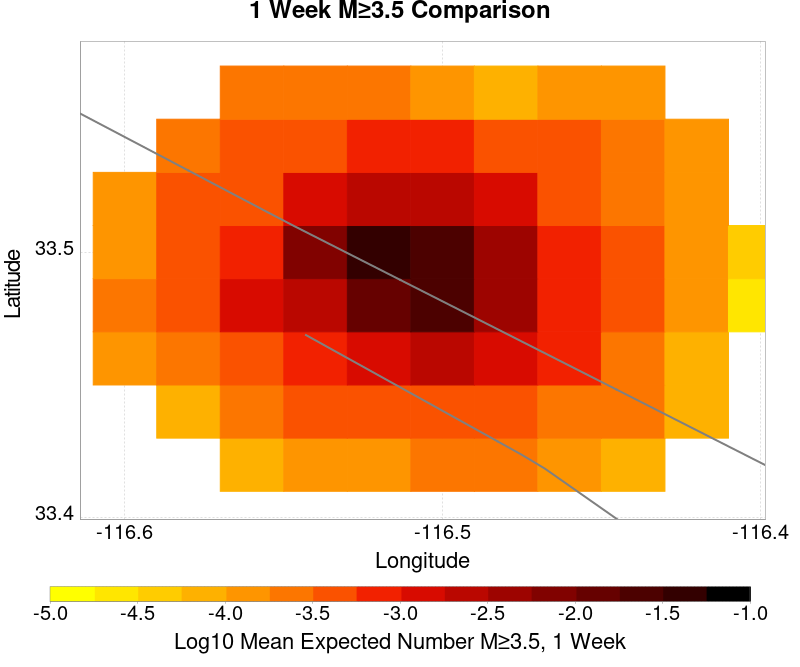 1 Week M≥3.5 Comparison
Latitude
33.5
33.4
-116.6 -116.5 -116.4
Longitude
-5.0 -4.5 -4.0 -3.5 -3.0 -2.5 -2.0 -1.5 -1.0
Log10 Mean Expected Number M≥3.5, 1 Week